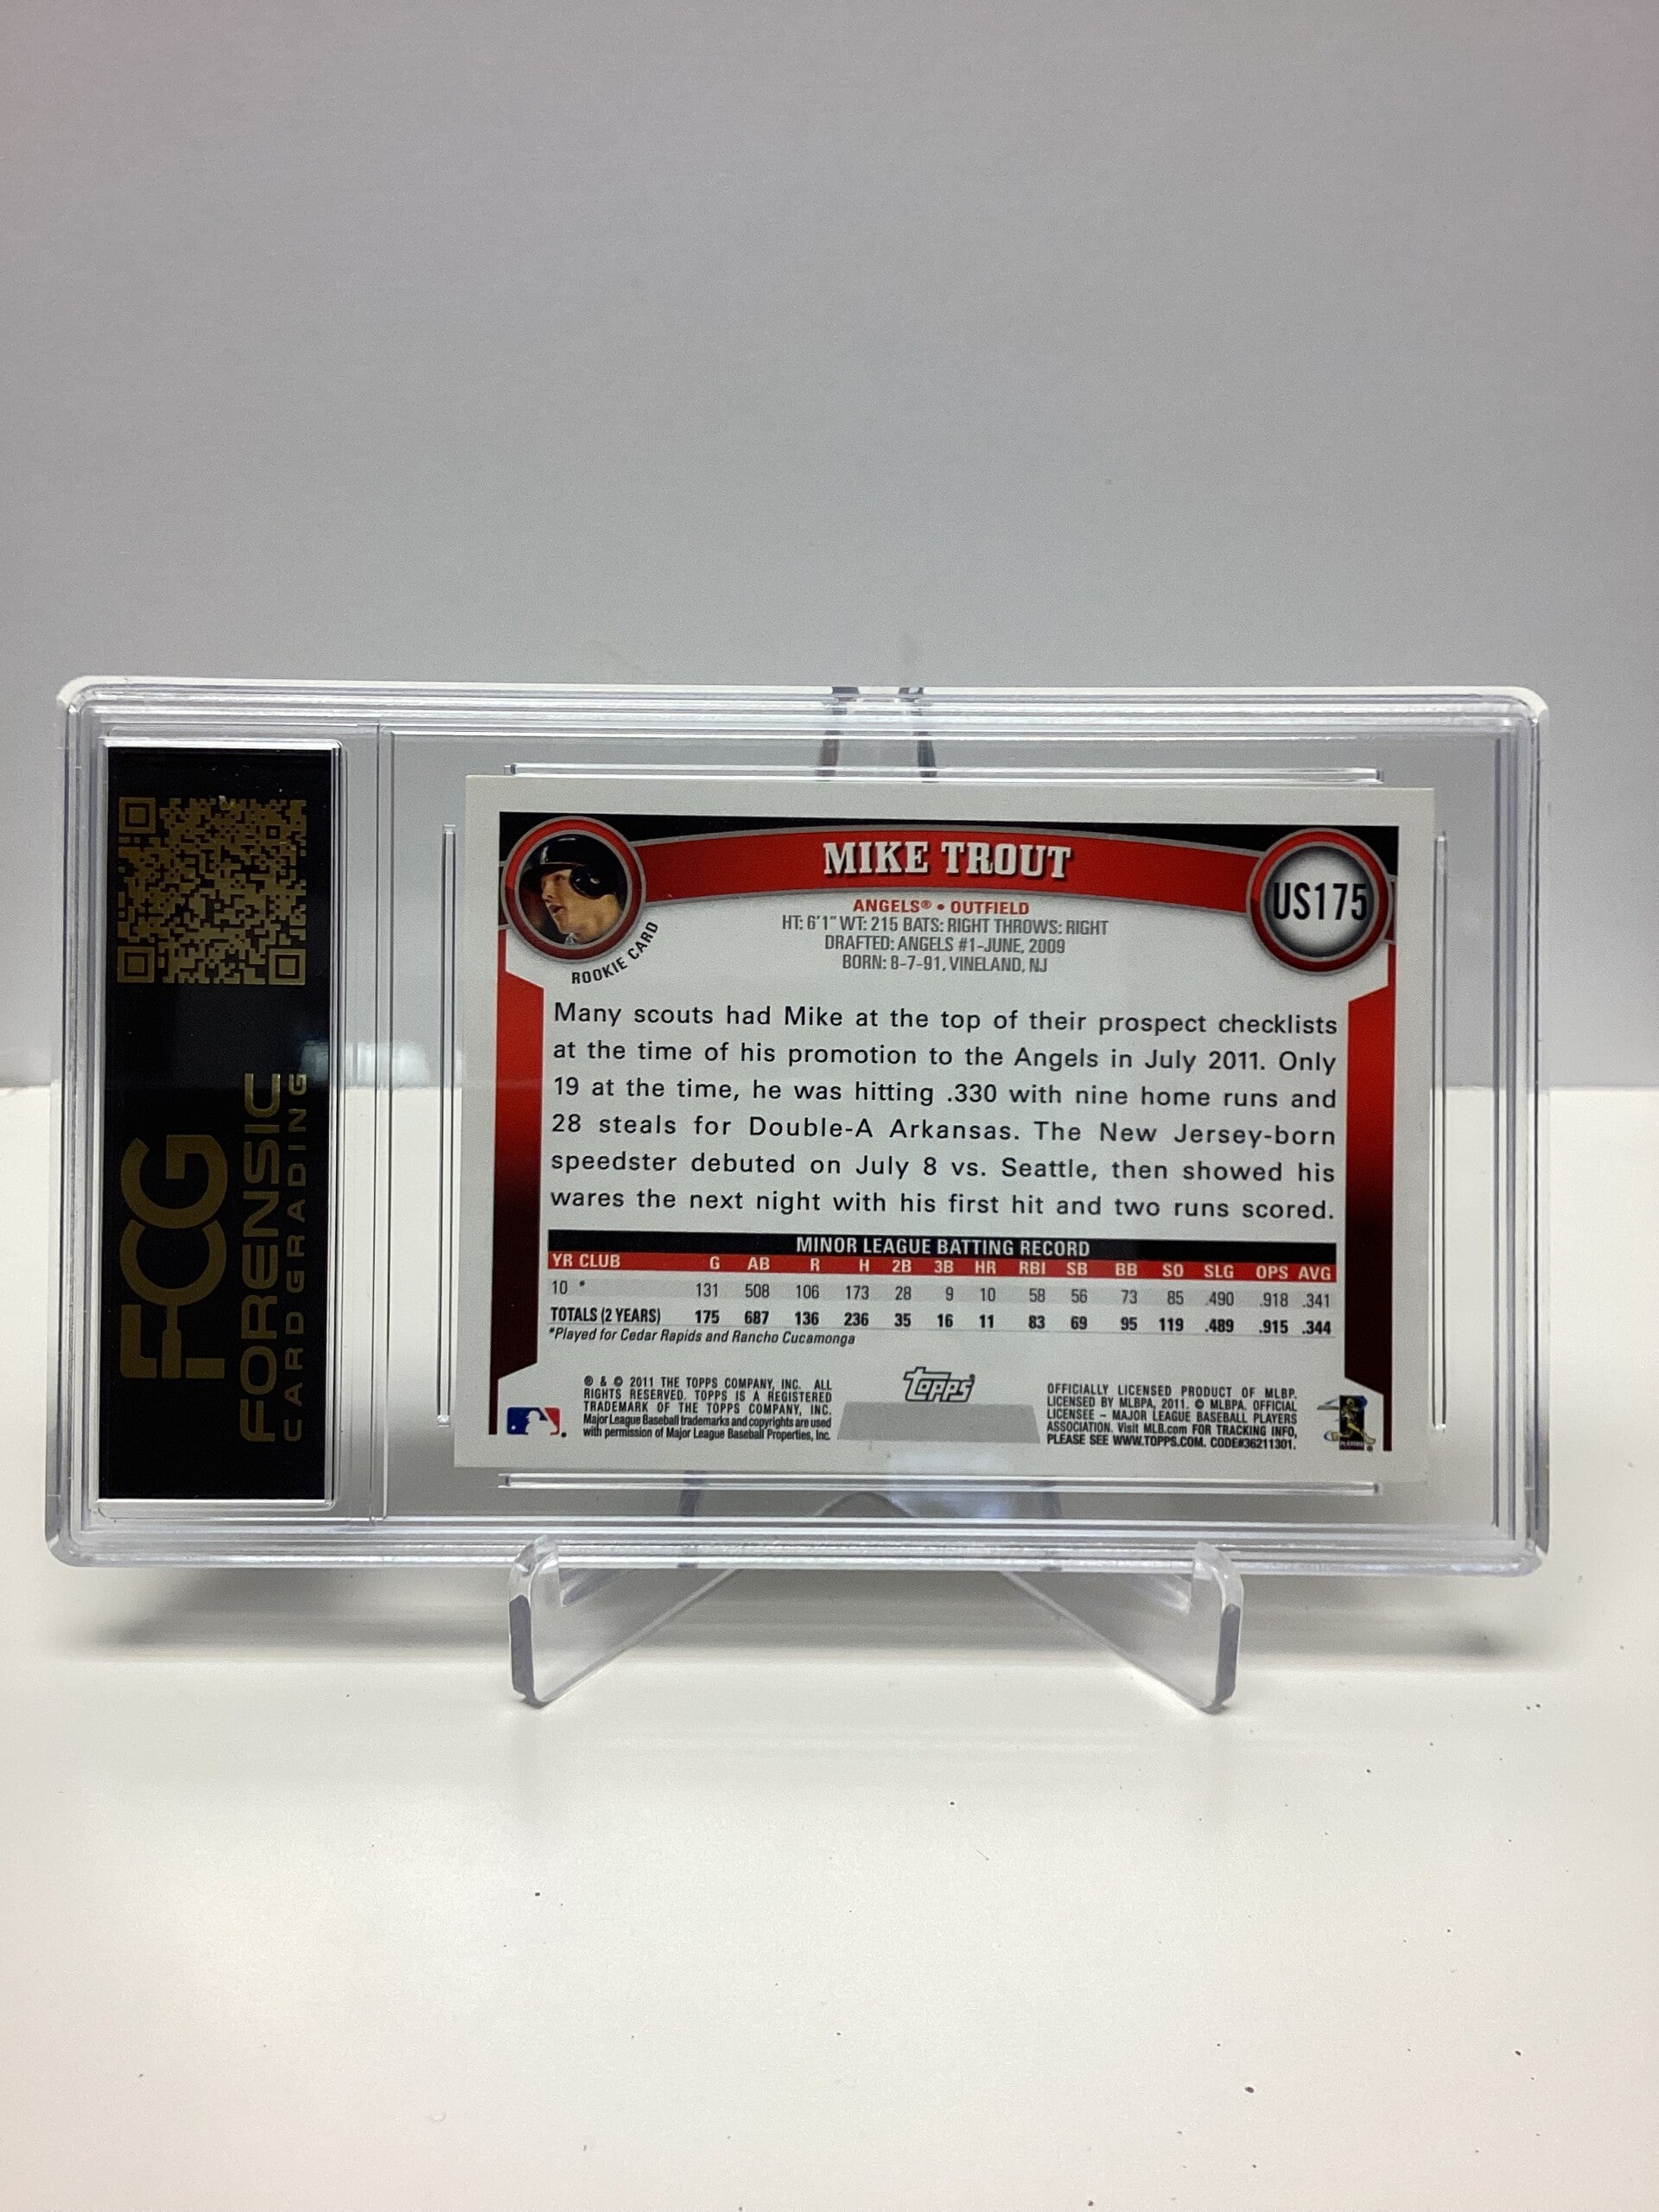 FCG
FORENSIC
CARD GRADING
MIKE TROUT
US175
ROOKIE CARD
ANGELS® • OUTFIELD
HT: 6'1" WT: 215 BATS: RIGHT THROWS: RIGHT
DRAFTED: ANGELS #1-JUNE, 2009
BORN: 8-7-91, VINELAND, NJ
Many scouts had Mike at the top of their prospect checklists
at the time of his promotion to the Angels in July 2011. Only
19 at the time, he was hitting .330 with nine home runs and
28 steals for Double-A Arkansas. The New Jersey-born
speedster debuted on July 8 vs. Seattle, then showed his
wares the next night with his first hit and two runs scored.
MINOR LEAGUE BATTING RECORD
YR CLUB G AB R H 2B 3B HR RBI SB BB SO SLG OPS AVG
10 * 131 508 106 173 28 9 10 58 56 73 85 .490 .918 .341
TOTALS (2 YEARS) 175 687 136 236 35 16 11 83 69 95 119 .489 .915 .344
*Played for Cedar Rapids and Rancho Cucamonga
® & © 2011 THE TOPPS COMPANY, INC. ALL
RIGHTS RESERVED. TOPPS IS A REGISTERED
TRADEMARK OF THE TOPPS COMPANY, INC.
Major League Baseball trademarks and copyrights are used
with permission of Major League Baseball Properties, Inc.
topps
OFFICIALLY LICENSED PRODUCT OF MLBP.
LICENSED BY MLBPA, 2011. © MLBPA. OFFICIAL
LICENSEE – MAJOR LEAGUE BASEBALL PLAYERS
ASSOCIATION. Visit MLB.com FOR TRACKING INFO,
PLEASE SEE WWW.TOPPS.COM. CODE#36211301.